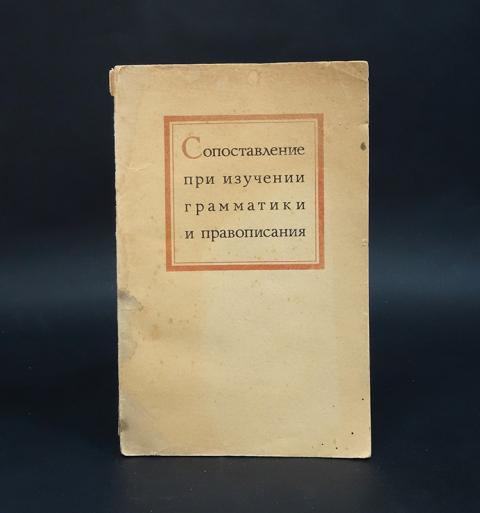 Сопоставление
при изучении
грамматики
и правописания